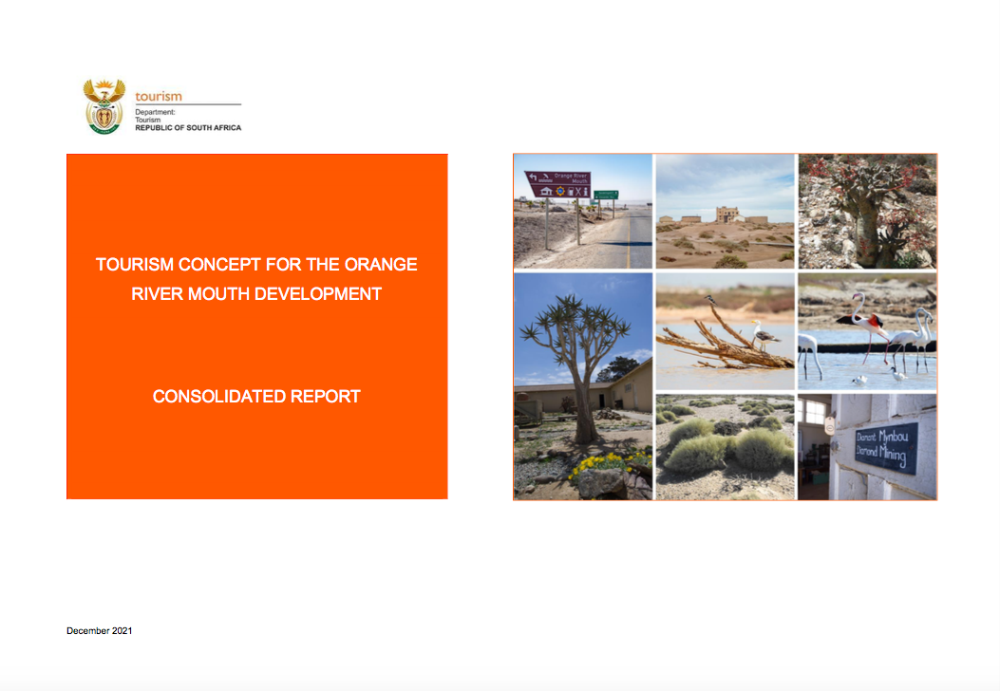 tourism
Department:
Tourism
REPUBLIC OF SOUTH AFRICA
TOURISM CONCEPT FOR THE ORANGE
RIVER MOUTH DEVELOPMENT
CONSOLIDATED REPORT
Orange River
Mouth
Diamant Mynbou
Diamond Mining
December 2021